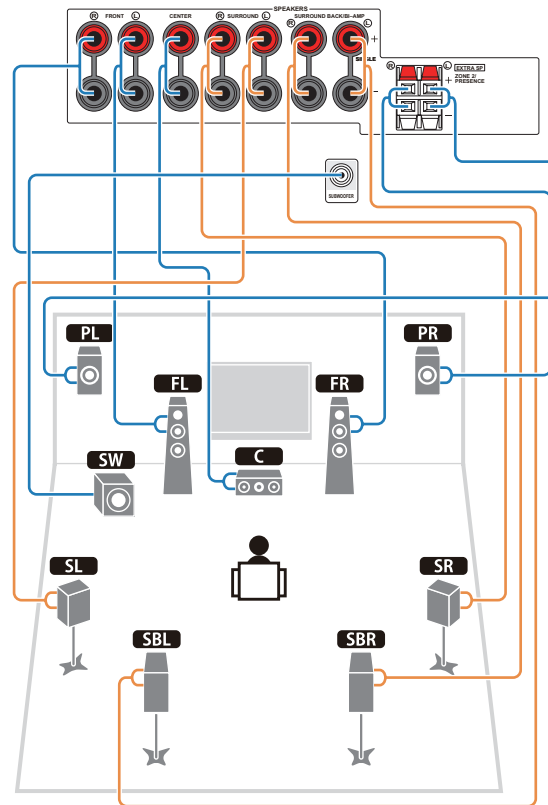 SPEAKERS
R FRONT L CENTER R SURROUND L R SURROUND BACK/BI-AMP L
+
SINGLE
-
R L EXTRA SP
+ ZONE 2/
PRESENCE
-
SUBWOOFER
PL PR
FL FR
SW C
SL SR
SBL SBR